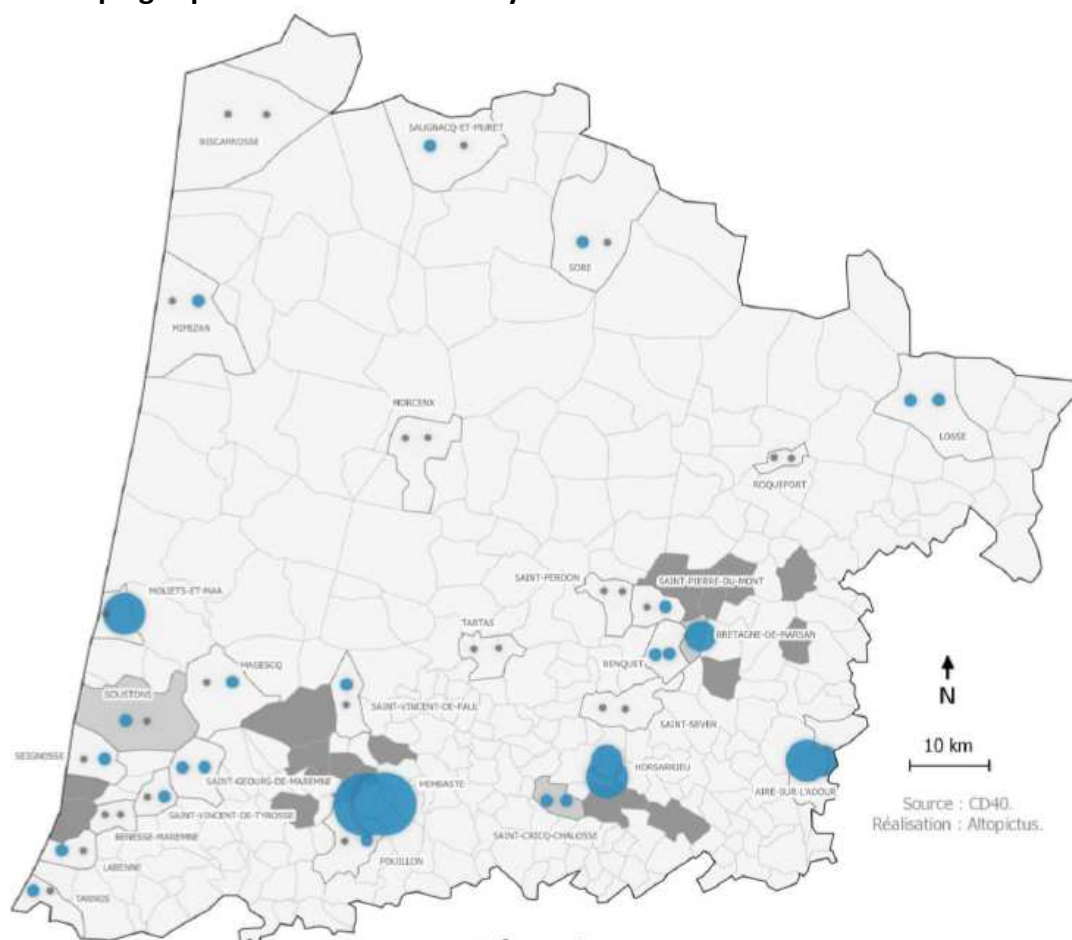 BISCARROSSE
SAUGNACQ-ET-MURET
SORE
MIMIZAN
MORCENX
LOSSE
ROQUEFORT
SAINT-PERDON
SAINT-PIERRE-DU-MONT
MOLIETS-ET-MAA
TARTAS
BRETAGNE-DE-MARSAN
MAGESCQ
BENQUET
SOUSTONS
SAINT-VINCENT-DE-PAUL
SAINT-SEVER
N
10 km
SEIGNOSSE
SAINT-GEOURS-DE-MAREMNE
MIMBASTE
HORSARRIEU
AIRE-SUR-L'ADOUR
Source : CD40.
Réalisation : Altopictus.
SAINT-VINCENT-DE-TYROSSE
BENESSE-MAREMNE
SAINT-CRICQ-CHALOSSE
POUILLON
LABENNE
TARNOS